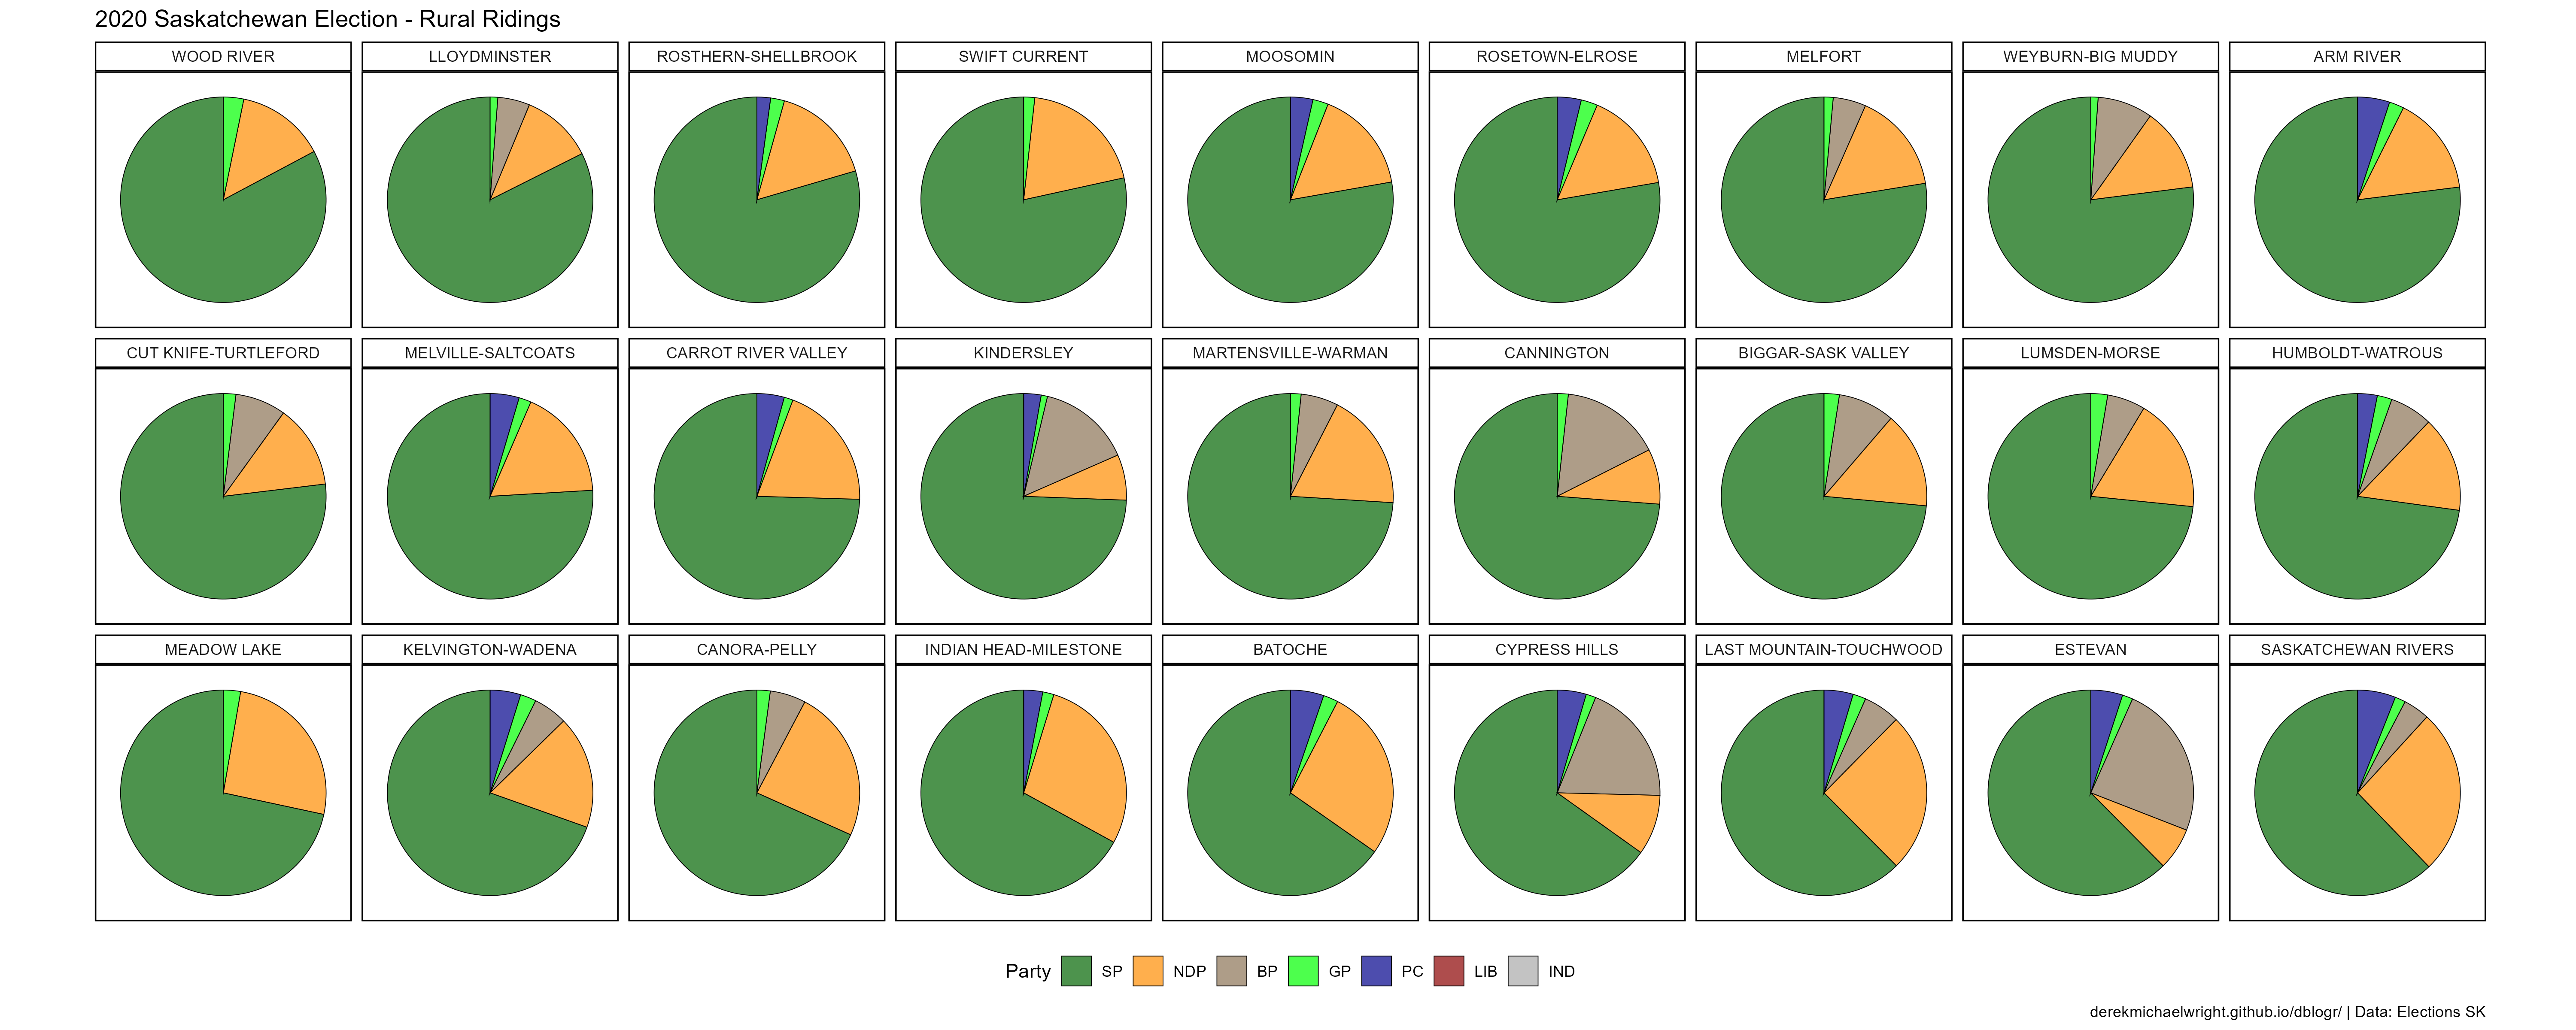 2020 Saskatchewan Election - Rural Ridings
WOOD RIVER
LLOYDMINSTER
ROSTHERN-SHELLBROOK
SWIFT CURRENT
MOOSOMIN
ROSETOWN-ELROSE
MELFORT
WEYBURN-BIG MUDDY
ARM RIVER
CUT KNIFE-TURTLEFORD
MELVILLE-SALTCOATS
CARROT RIVER VALLEY
KINDERSLEY
MARTENSVILLE-WARMAN
CANNINGTON
BIGGAR-SASK VALLEY
LUMSDEN-MORSE
HUMBOLDT-WATROUS
MEADOW LAKE
KELVINGTON-WADENA
CANORA-PELLY
INDIAN HEAD-MILESTONE
BATOCHE
CYPRESS HILLS
LAST MOUNTAIN-TOUCHWOOD
ESTEVAN
SASKATCHEWAN RIVERS
Party SP NDP BP GP PC LIB IND
derekmichaelwright.github.io/dblogr/ | Data: Elections SK